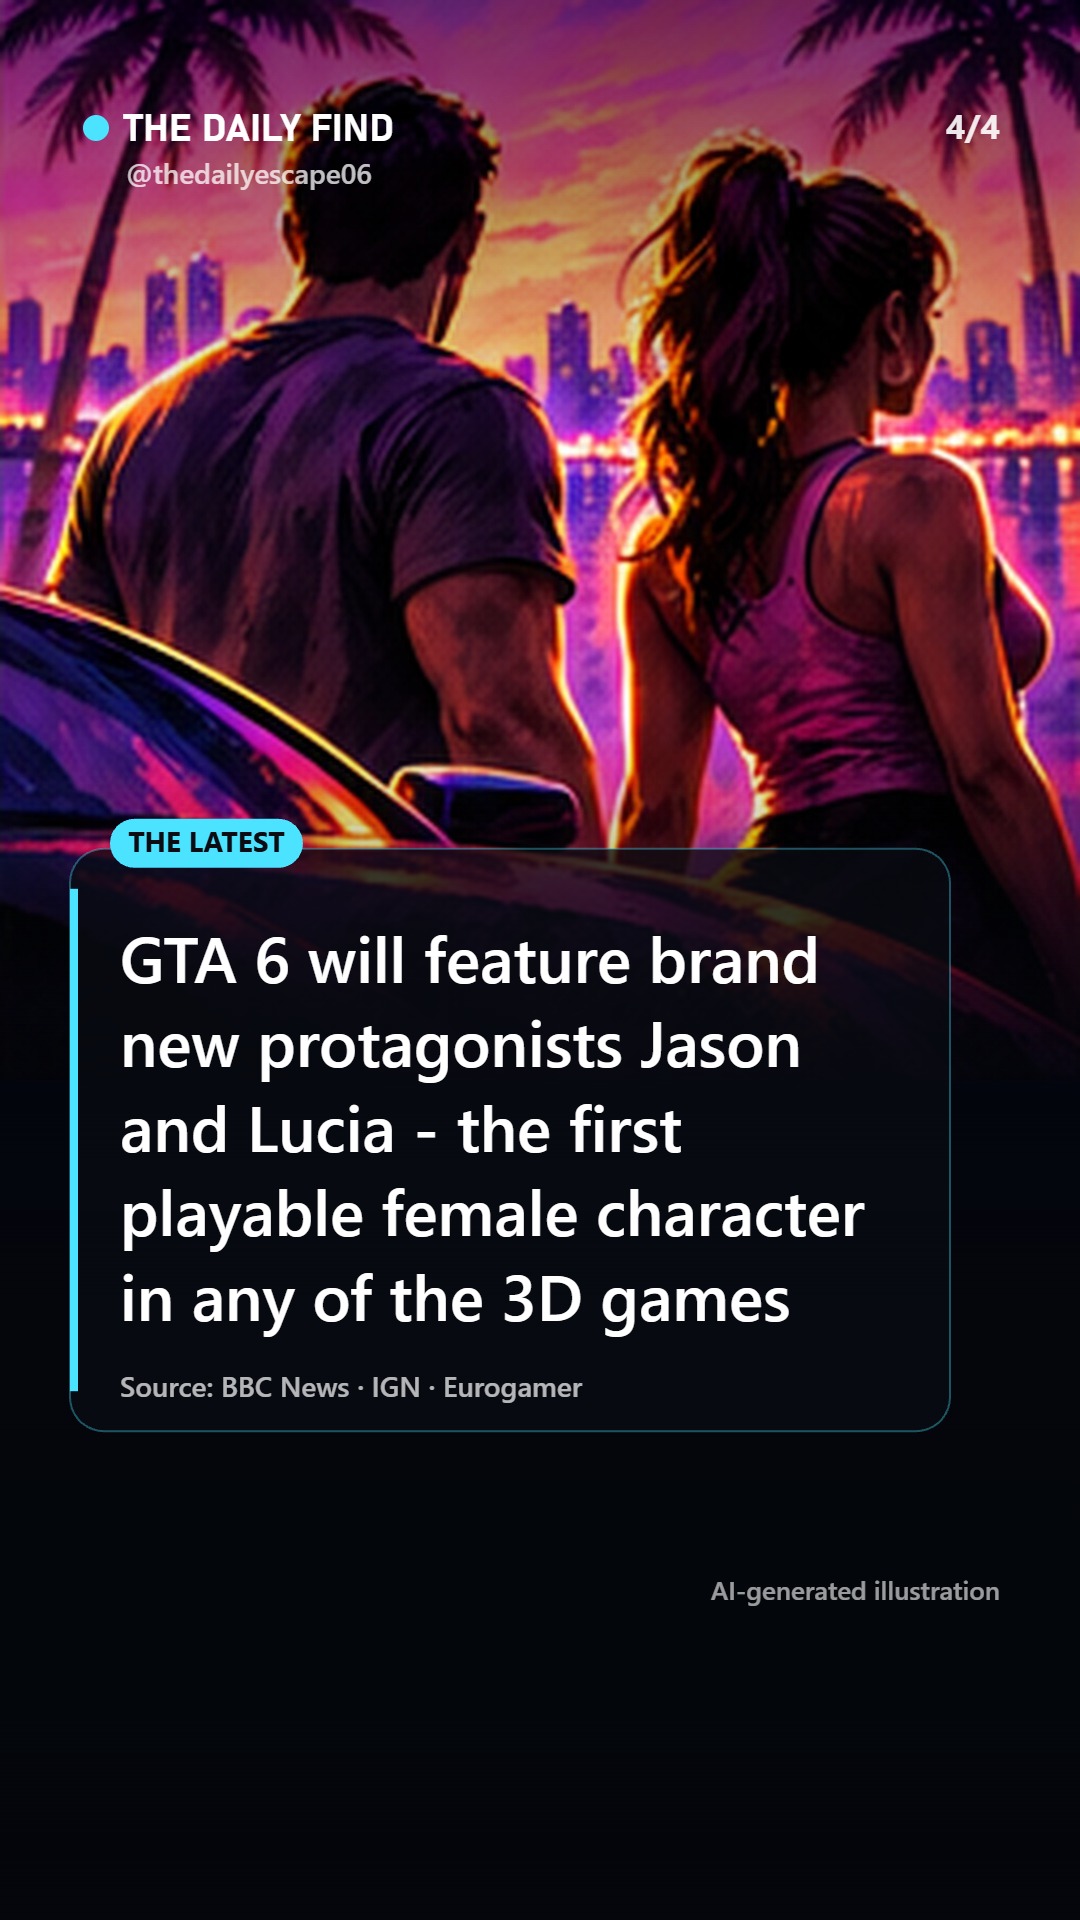 THE DAILY FIND
4/4
@thedailyescape06
THE LATEST
GTA 6 will feature brand
new protagonists Jason
and Lucia - the first
playable female character
in any of the 3D games
Source: BBC News · IGN · Eurogamer
AI-generated illustration